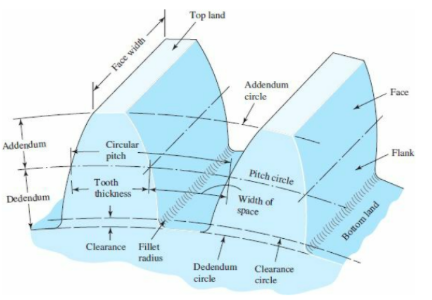 Top land
Face width
Addendum
circle
Face
Addendum
Circular
pitch
Flank
Pitch circle
Tooth
thickness
Dedendum
Width of
space
Bottom land
Clearance
Fillet
radius
Dedendum
circle
Clearance
circle